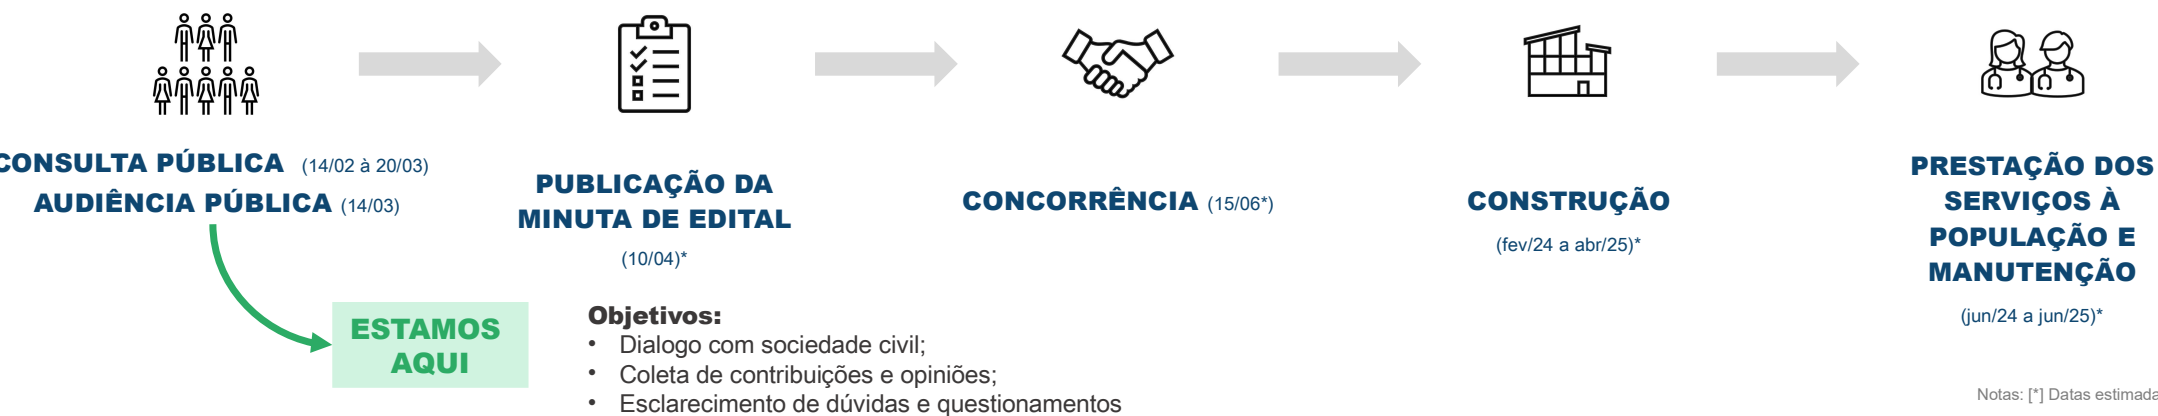 CONSULTA PÚBLICA (14/02 à 20/03)
AUDIÊNCIA PÚBLICA (14/03)
PUBLICAÇÃO DA
MINUTA DE EDITAL
(10/04)*
CONCORRÊNCIA (15/06*)
CONSTRUÇÃO
(fev/24 a abr/25)*
PRESTAÇÃO DOS
SERVIÇOS À
POPULAÇÃO E
MANUTENÇÃO
(jun/24 a jun/25)*
ESTAMOS
AQUI
Objetivos:
• Dialogo com sociedade civil;
• Coleta de contribuições e opiniões;
• Esclarecimento de dúvidas e questionamentos
Notas: [*] Datas estimada